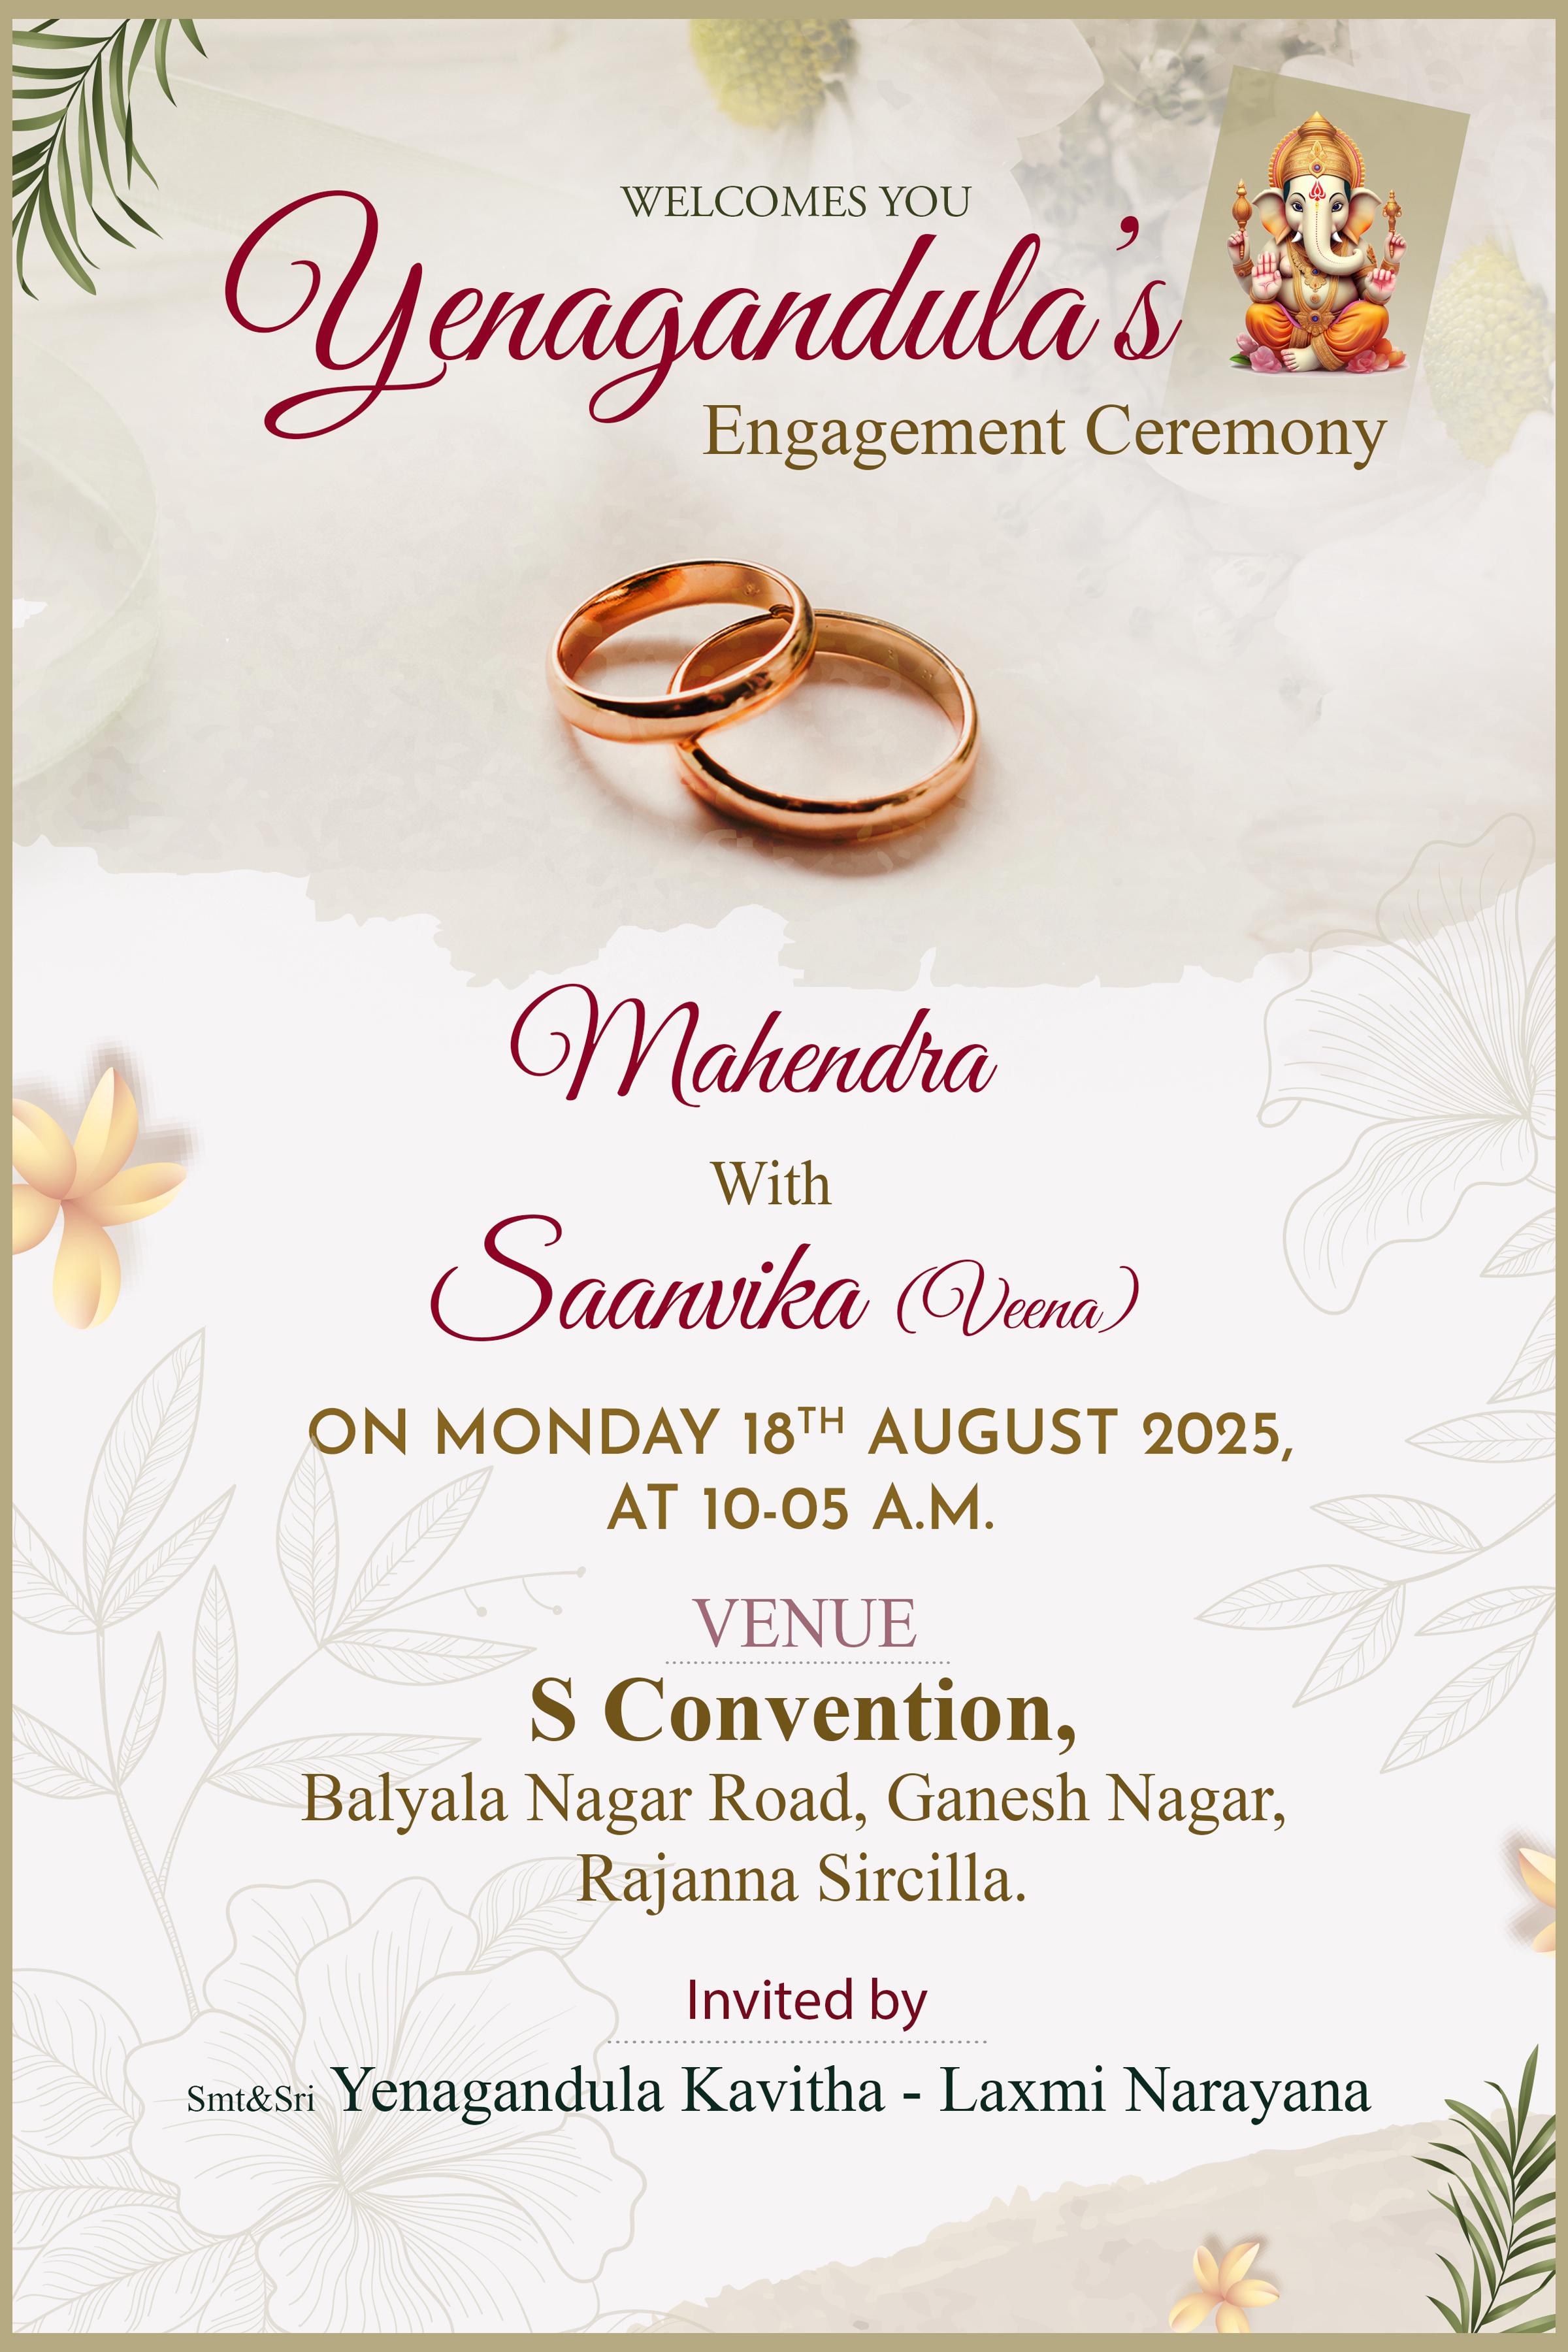 WELCOMES YOU
Yenagandula's
Engagement Ceremony
Mahendra
With
Saanvika (Veena)
ON MONDAY 18TH AUGUST 2025,
AT 10-05 A.M.
VENUE
S Convention,
Balyala Nagar Road, Ganesh Nagar,
Rajanna Sircilla.
Invited by
Smt&Sri Yenagandula Kavitha - Laxmi Narayana